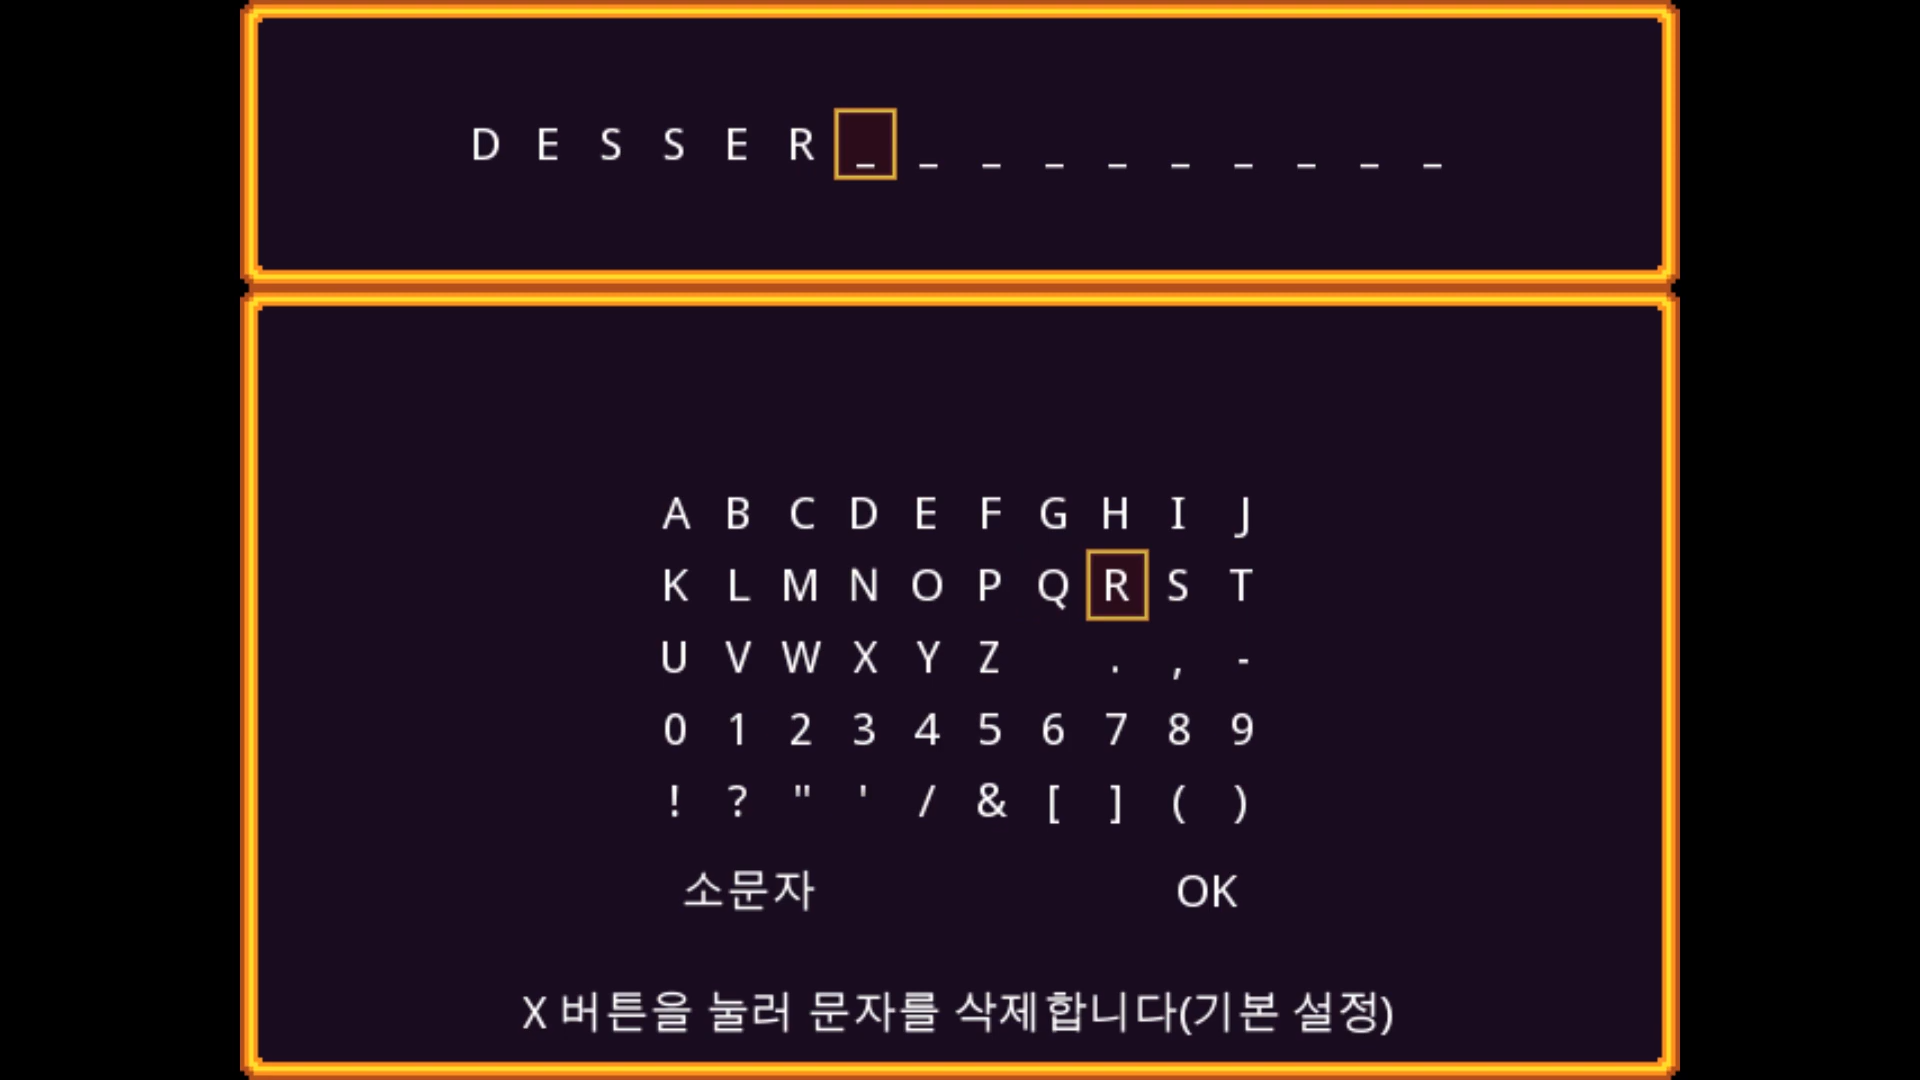 D E S S E R _ _ _ _ _ _ _ _ _ _
A B C D E F G H I J
K L M N O P Q R S T
U V W X Y Z . , -
0 1 2 3 4 5 6 7 8 9
! ? " ' / & [ ] ( )
소문자 OK
X 버튼을 눌러 문자를 삭제합니다(기본 설정)